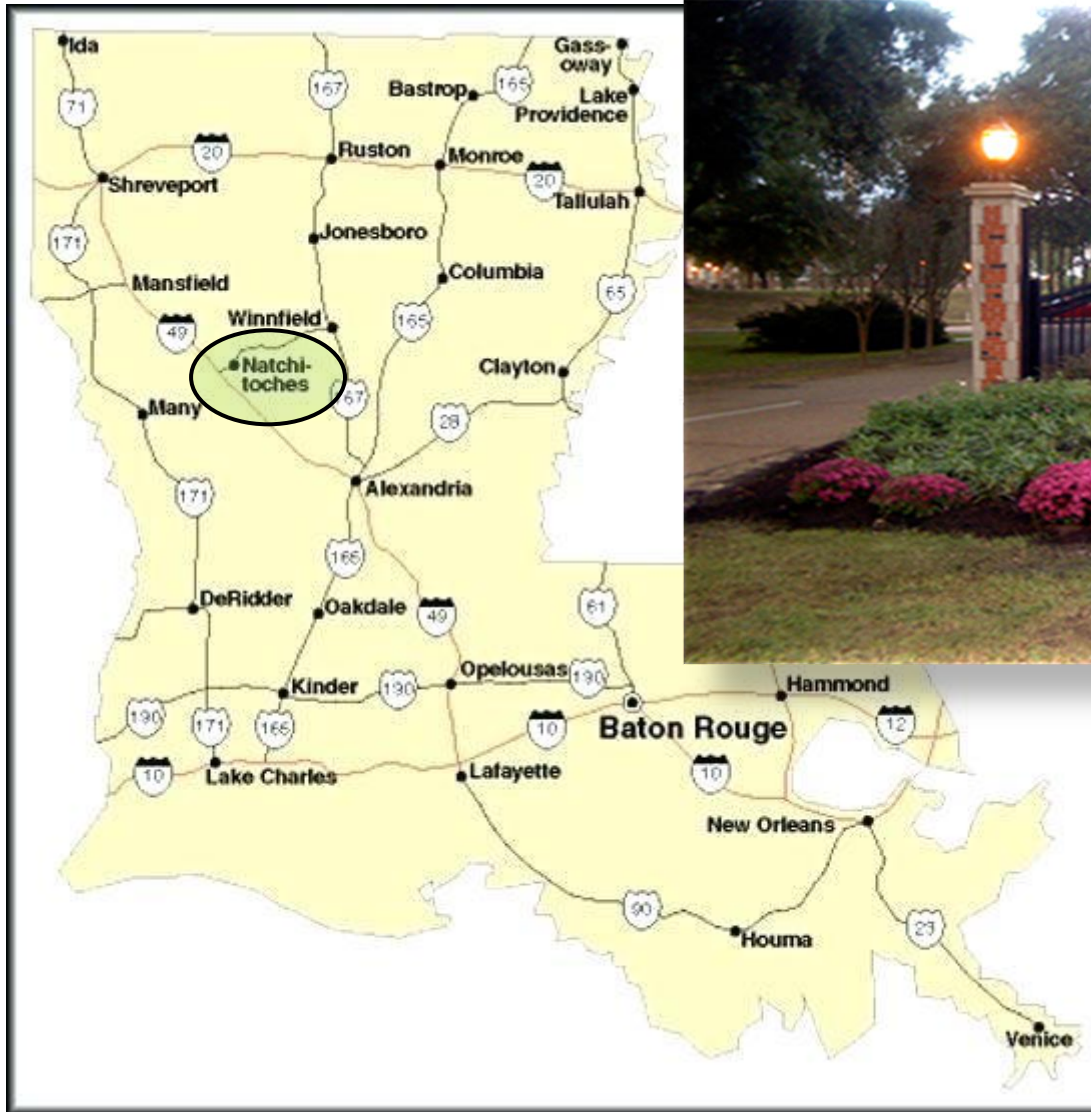 Ida
Gass-
oway
167
165
Bastrop
71
Lake
Providence
20
Ruston
Monroe
20
Shreveport
Tallulah
171
Jonesboro
Columbia
Mansfield
65
Winnfield
165
49
Natchi-
toches
Clayton
167
Many
28
Alexandria
171
165
DeRidder
Oakdale
49
61
Opelousas
190
Hammond
Kinder
190
190
171
165
10
Baton Rouge
12
10
Lake Charles
Lafayette
10
New Orleans
90
Houma
23
Venice